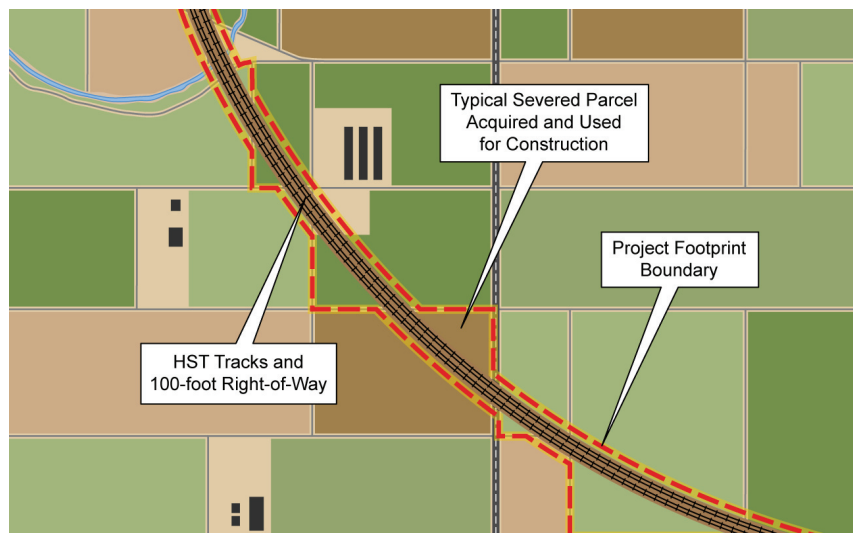 Typical Severed Parcel
Acquired and Used
for Construction
Project Footprint
Boundary
HST Tracks and
100-foot Right-of-Way